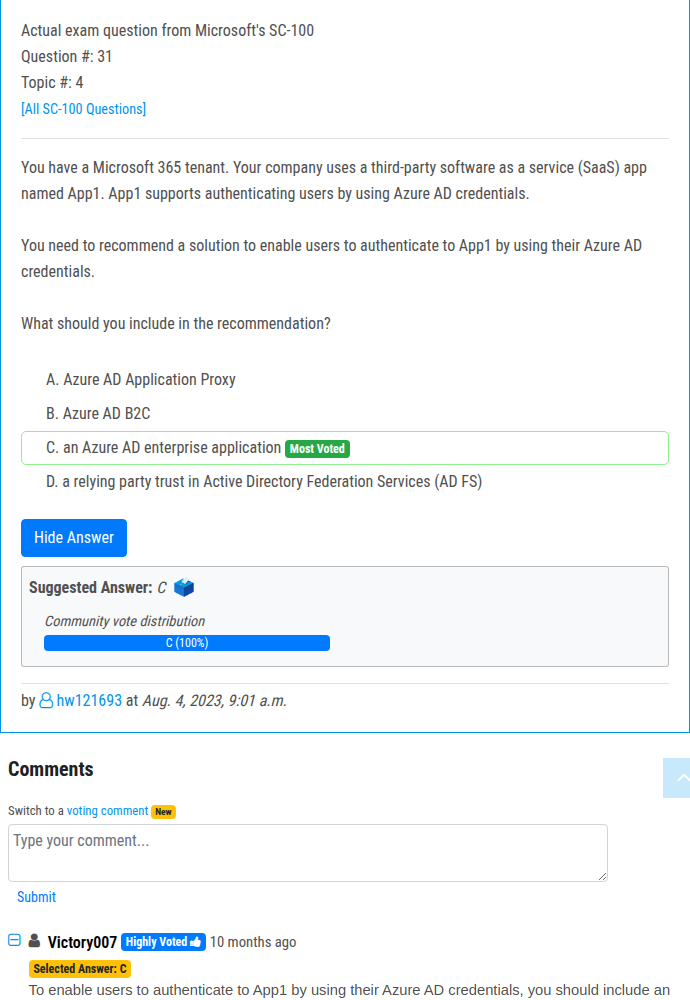 Actual exam question from Microsoft's SC-100
Question #: 31
Topic #: 4
[All SC-100 Questions]
You have a Microsoft 365 tenant. Your company uses a third-party software as a service (SaaS) app
named App1. App1 supports authenticating users by using Azure AD credentials.
You need to recommend a solution to enable users to authenticate to App1 by using their Azure AD
credentials.
What should you include in the recommendation?
A. Azure AD Application Proxy
B. Azure AD B2C
C. an Azure AD enterprise application Most Voted
D. a relying party trust in Active Directory Federation Services (AD FS)
Hide Answer
Suggested Answer: C
Community vote distribution
C (100%)
by hw121693 at Aug. 4, 2023, 9:01 a.m.
Comments
Switch to a voting comment New
Type your comment...
Submit
Victory007 Highly Voted 10 months ago
Selected Answer: C
To enable users to authenticate to App1 by using their Azure AD credentials, you should include an